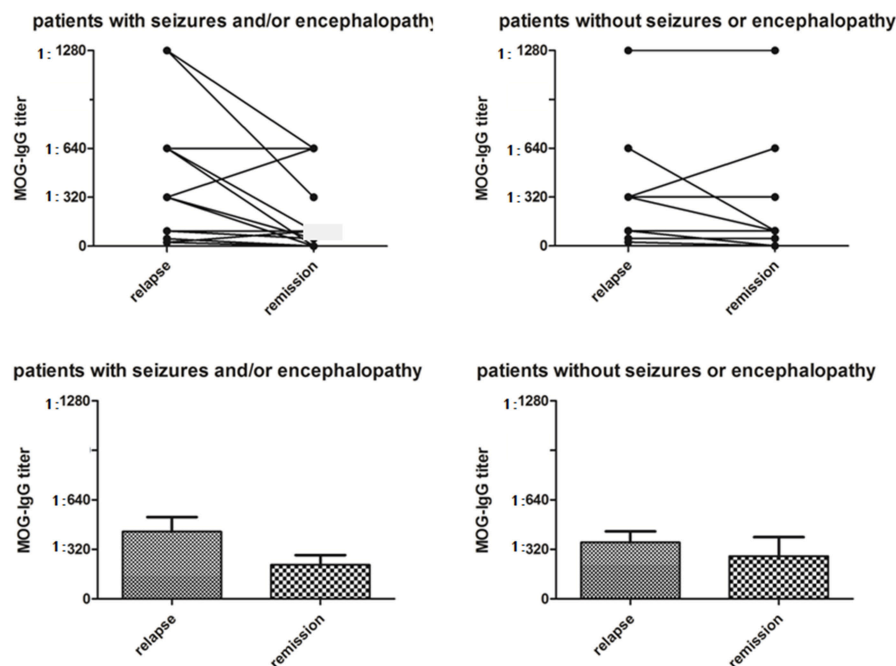 patients with seizures and/or encephalopathy
1:1280
1:640
1:320
0
MOG-IgG titer
relapse
remission
patients without seizures or encephalopathy
1:1280
1:640
1:320
0
MOG-IgG titer
relapse
remission
patients with seizures and/or encephalopathy
1:1280
1:640
1:320
0
MOG-IgG titer
relapse
remission
patients without seizures or encephalopathy
1:1280
1:640
1:320
0
MOG-IgG titer
relapse
remission